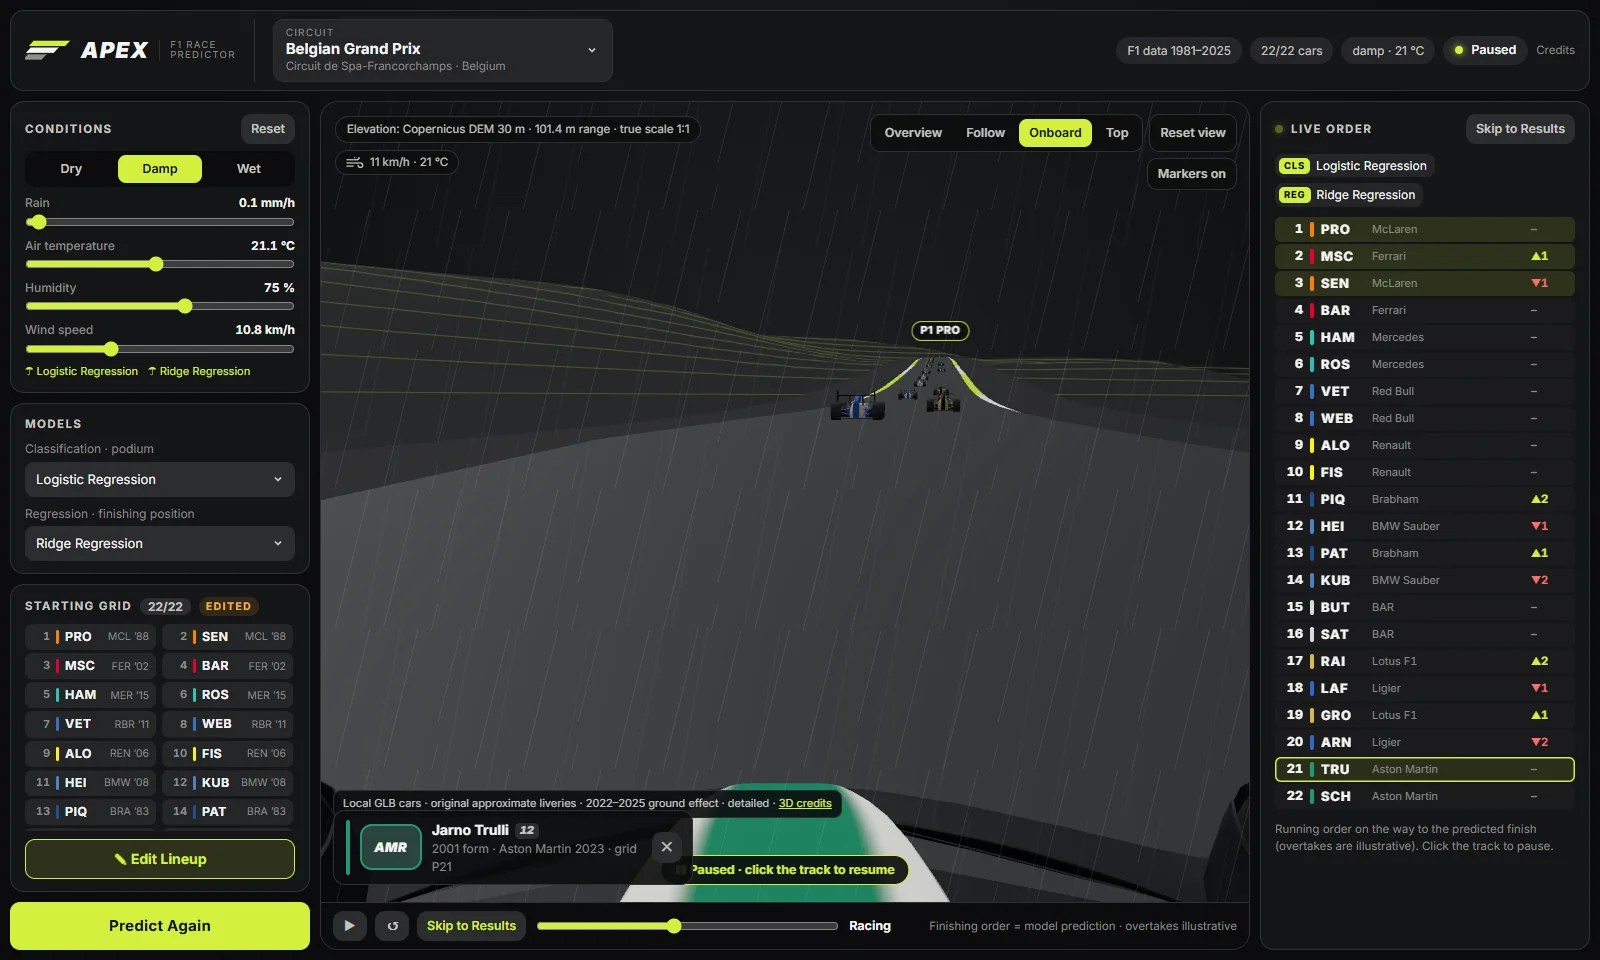 APEX
F1 RACE
PREDICTOR
CIRCUIT
Belgian Grand Prix
Circuit de Spa-Francorchamps · Belgium
F1 data 1981–2025
22/22 cars
damp · 21 °C
Paused
Credits
CONDITIONS
Reset
Dry
Damp
Wet
Rain 0.1 mm/h
Air temperature 21.1 °C
Humidity 75 %
Wind speed 10.8 km/h
☂ Logistic Regression ☂ Ridge Regression
MODELS
Classification · podium
Logistic Regression
Regression · finishing position
Ridge Regression
STARTING GRID 22/22 EDITED
1 PRO MCL '88
2 SEN MCL '88
3 MSC FER '02
4 BAR FER '02
5 HAM MER '15
6 ROS MER '15
7 VET RBR '11
8 WEB RBR '11
9 ALO REN '06
10 FIS REN '06
11 HEI BMW '08
12 KUB BMW '08
13 PIQ BRA '83
14 PAT BRA '83
✎ Edit Lineup
Predict Again
Elevation: Copernicus DEM 30 m · 101.4 m range · true scale 1:1
11 km/h · 21 °C
Overview
Follow
Onboard
Top
Reset view
Markers on
P1 PRO
Local GLB cars · original approximate liveries · 2022–2025 ground effect · detailed · 3D credits
AMR
Jarno Trulli 12
2001 form · Aston Martin 2023 · grid
P21
✕
Paused · click the track to resume
▶
↺
Skip to Results
Racing
Finishing order = model prediction · overtakes illustrative
LIVE ORDER
Skip to Results
CLS Logistic Regression
REG Ridge Regression
1 PRO McLaren –
2 MSC Ferrari ▲1
3 SEN McLaren ▼1
4 BAR Ferrari –
5 HAM Mercedes –
6 ROS Mercedes –
7 VET Red Bull –
8 WEB Red Bull –
9 ALO Renault –
10 FIS Renault –
11 PIQ Brabham ▲2
12 HEI BMW Sauber ▼1
13 PAT Brabham ▲1
14 KUB BMW Sauber ▼2
15 BUT BAR –
16 SAT BAR –
17 RAI Lotus F1 ▲2
18 LAF Ligier ▼1
19 GRO Lotus F1 ▲1
20 ARN Ligier ▼2
21 TRU Aston Martin –
22 SCH Aston Martin –
Running order on the way to the predicted finish
(overtakes are illustrative). Click the track to pause.